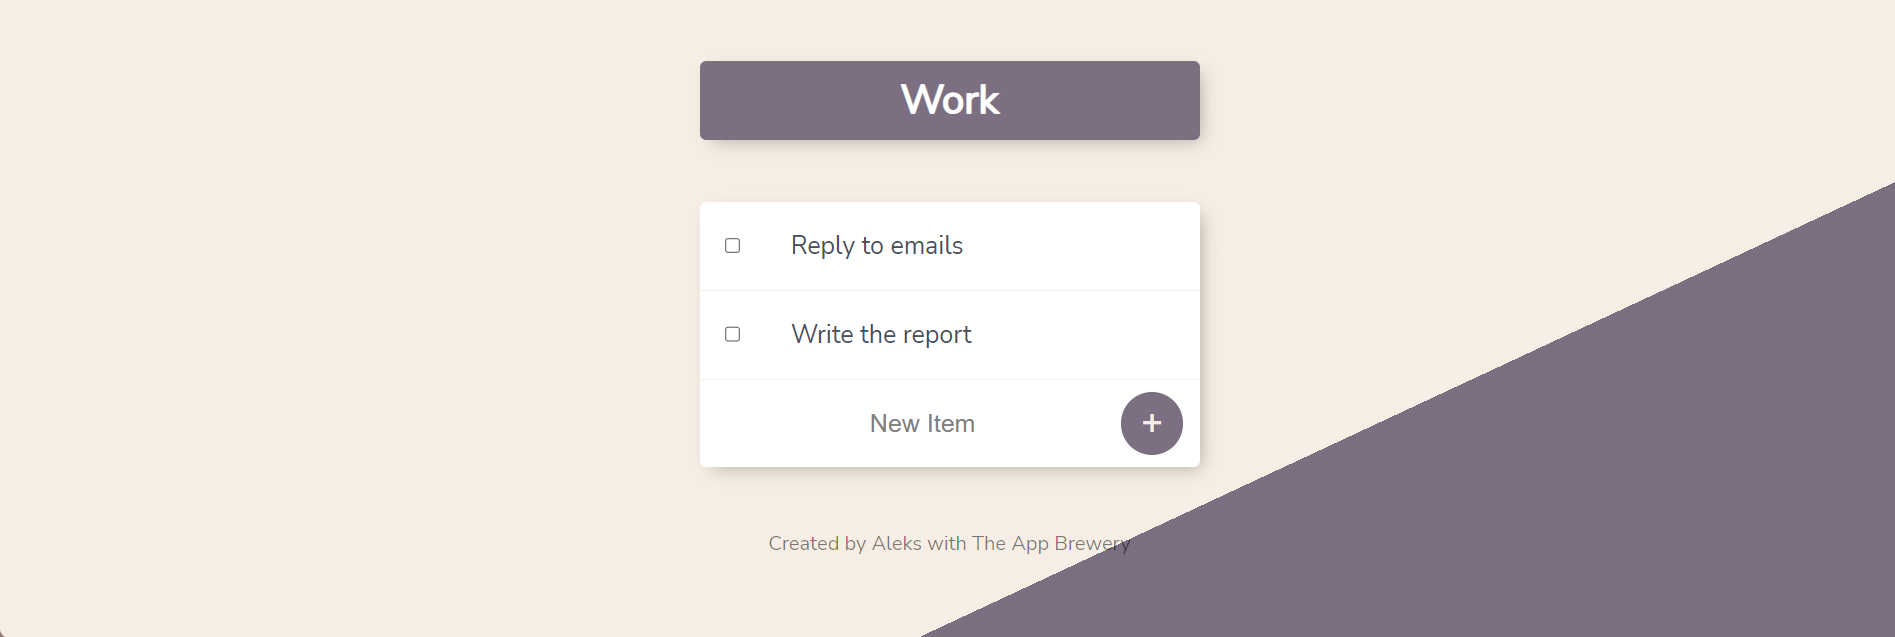 Work
Reply to emails
Write the report
New Item
+
Created by Aleks with The App Brewery